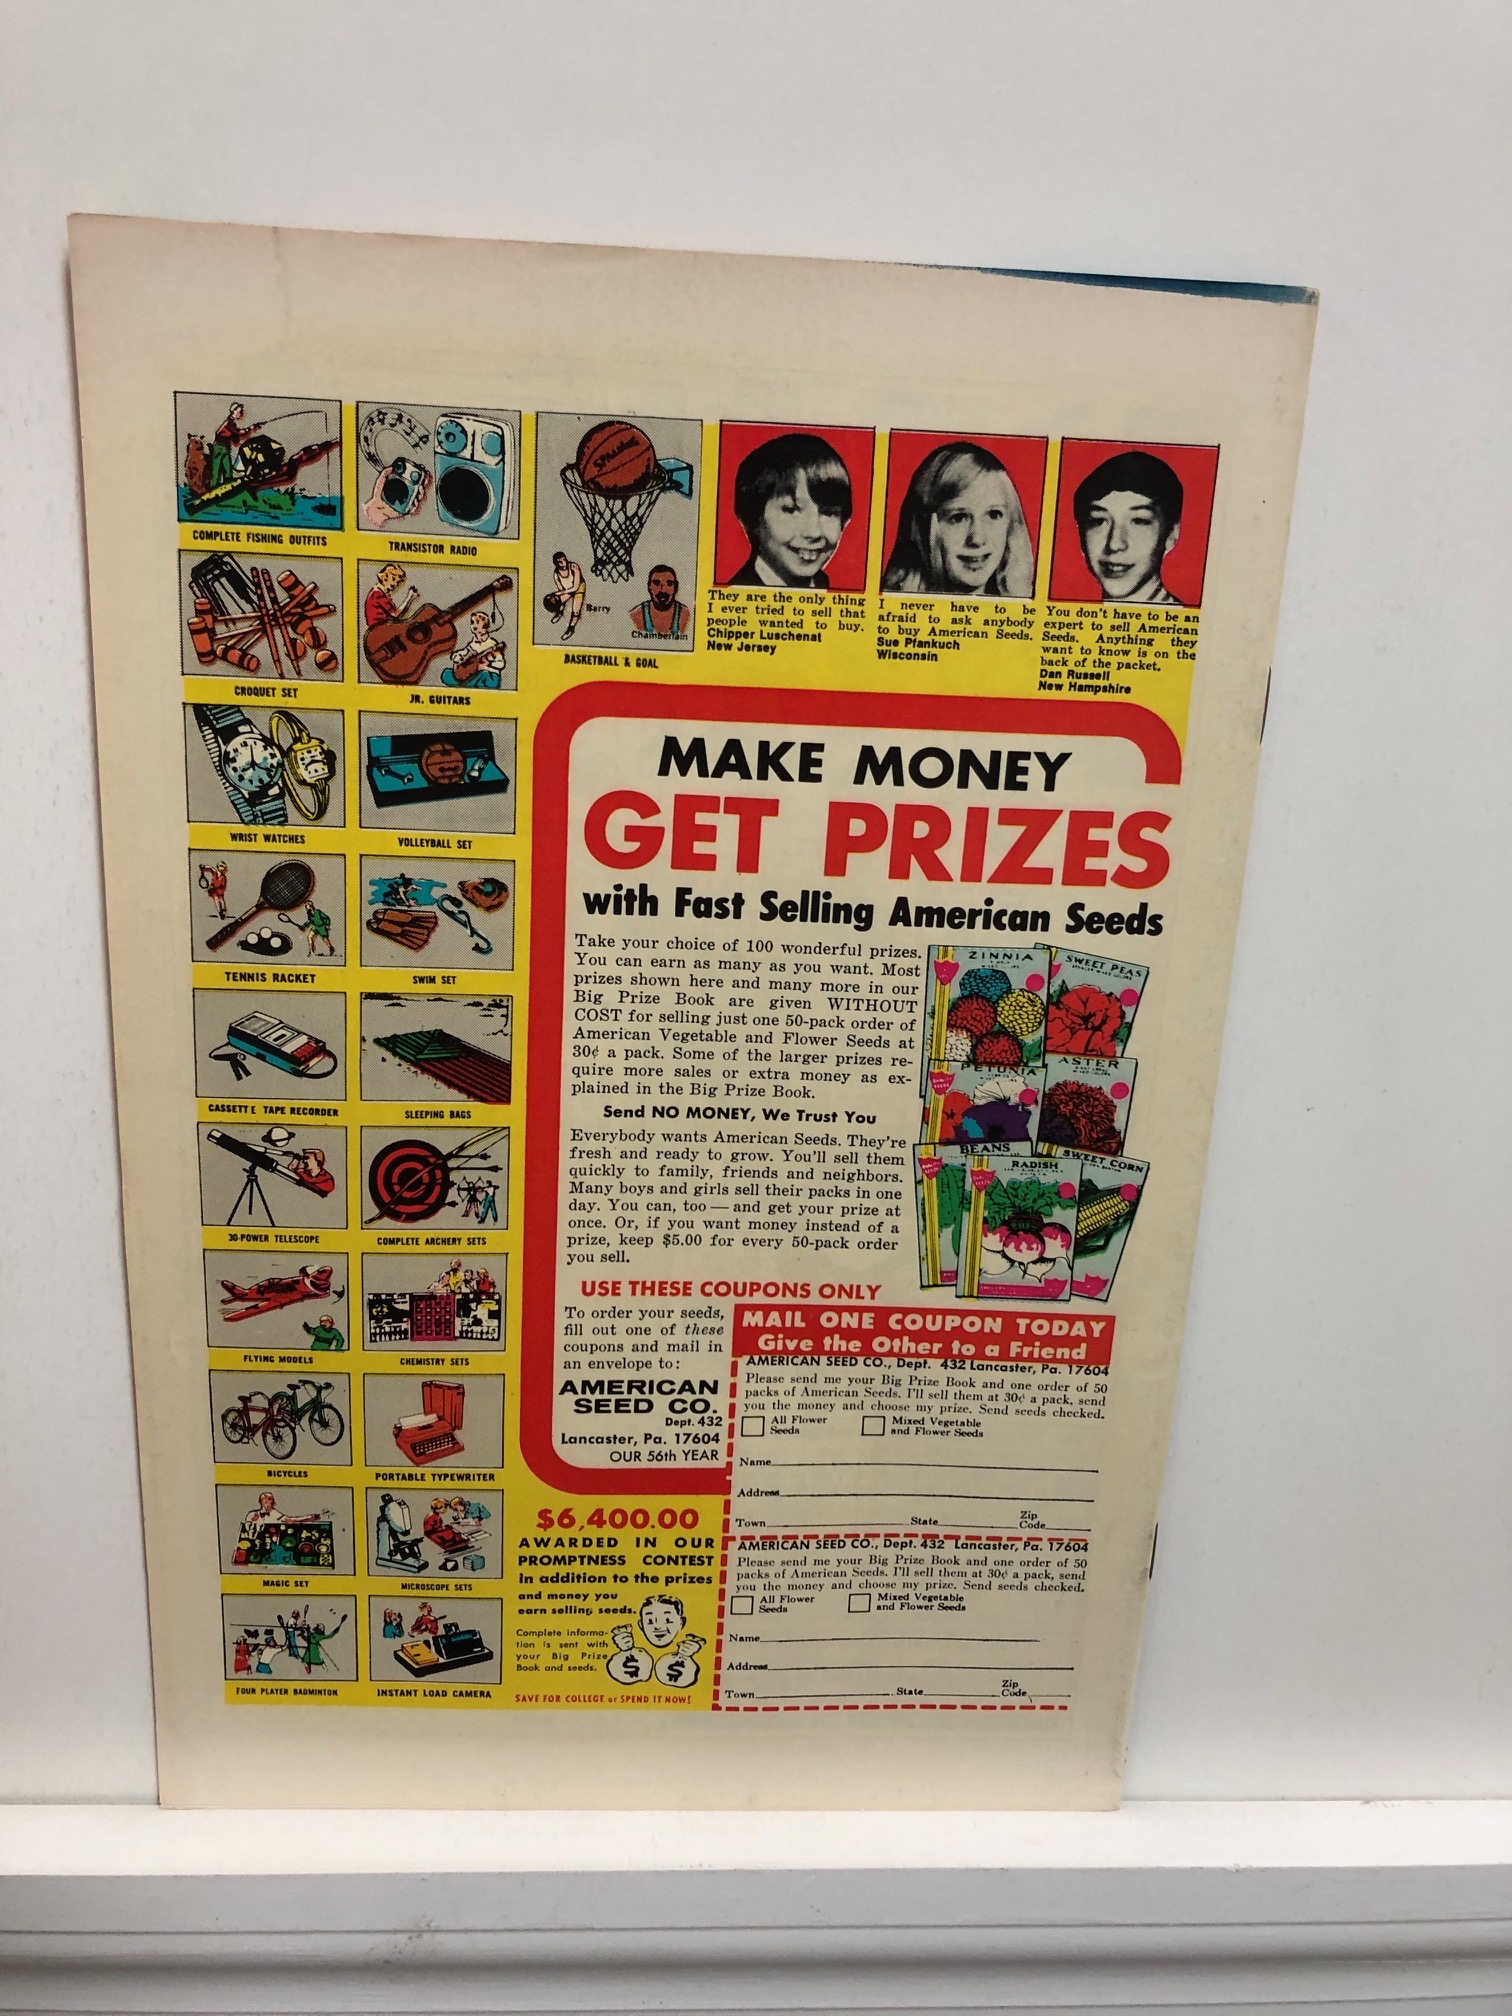 COMPLETE FISHING OUTFITS
TRANSISTOR RADIO
CROQUET SET
JR. GUITARS
WRIST WATCHES
VOLLEYBALL SET
TENNIS RACKET
SWIM SET
CASSETTE TAPE RECORDER
SLEEPING BAGS
30-POWER TELESCOPE
COMPLETE ARCHERY SETS
FLYING MODELS
CHEMISTRY SETS
BICYCLES
PORTABLE TYPEWRITER
MAGIC SET
MICROSCOPE SETS
FOUR PLAYER BADMINTON
INSTANT LOAD CAMERA
SPALDING
Barry
Chamberlain
BASKETBALL & GOAL
They are the only thing
I ever tried to sell that
people wanted to buy.
Chipper Luschenat
New Jersey
I never have to be
afraid to ask anybody
to buy American Seeds.
Sue Pfankuch
Wisconsin
You don't have to be an
expert to sell American
Seeds. Anything they
want to know is on the
back of the packet.
Dan Russell
New Hampshire
MAKE MONEY
GET PRIZES
with Fast Selling American Seeds
Take your choice of 100 wonderful prizes.
You can earn as many as you want. Most
prizes shown here and many more in our
Big Prize Book are given WITHOUT
COST for selling just one 50-pack order of
American Vegetable and Flower Seeds at
30¢ a pack. Some of the larger prizes re-
quire more sales or extra money as ex-
plained in the Big Prize Book.
Send NO MONEY, We Trust You
Everybody wants American Seeds. They're
fresh and ready to grow. You'll sell them
quickly to family, friends and neighbors.
Many boys and girls sell their packs in one
day. You can, too — and get your prize at
once. Or, if you want money instead of a
prize, keep $5.00 for every 50-pack order
you sell.
ZINNIA
SWEET PEAS
PETUNIA
ASTER
BEANS
RADISH
SWEET CORN
USE THESE COUPONS ONLY
To order your seeds,
fill out one of these
coupons and mail in
an envelope to:
AMERICAN
SEED CO.
Dept. 432
Lancaster, Pa. 17604
OUR 56th YEAR
MAIL ONE COUPON TODAY
Give the Other to a Friend
AMERICAN SEED CO., Dept. 432 Lancaster, Pa. 17604
Please send me your Big Prize Book and one order of 50
packs of American Seeds. I'll sell them at 30¢ a pack, send
you the money and choose my prize. Send seeds checked.
All Flower
Seeds
Mixed Vegetable
and Flower Seeds
Name
Address
Town State Zip
Code
AMERICAN SEED CO., Dept. 432 Lancaster, Pa. 17604
Please send me your Big Prize Book and one order of 50
packs of American Seeds. I'll sell them at 30¢ a pack, send
you the money and choose my prize. Send seeds checked.
All Flower
Seeds
Mixed Vegetable
and Flower Seeds
Name
Address
Town State Zip
Code
$6,400.00
AWARDED IN OUR
PROMPTNESS CONTEST
in addition to the prizes
and money you
earn selling seeds.
Complete informa-
tion is sent with
your Big Prize
Book and seeds.
$ $
SAVE FOR COLLEGE or SPEND IT NOW!